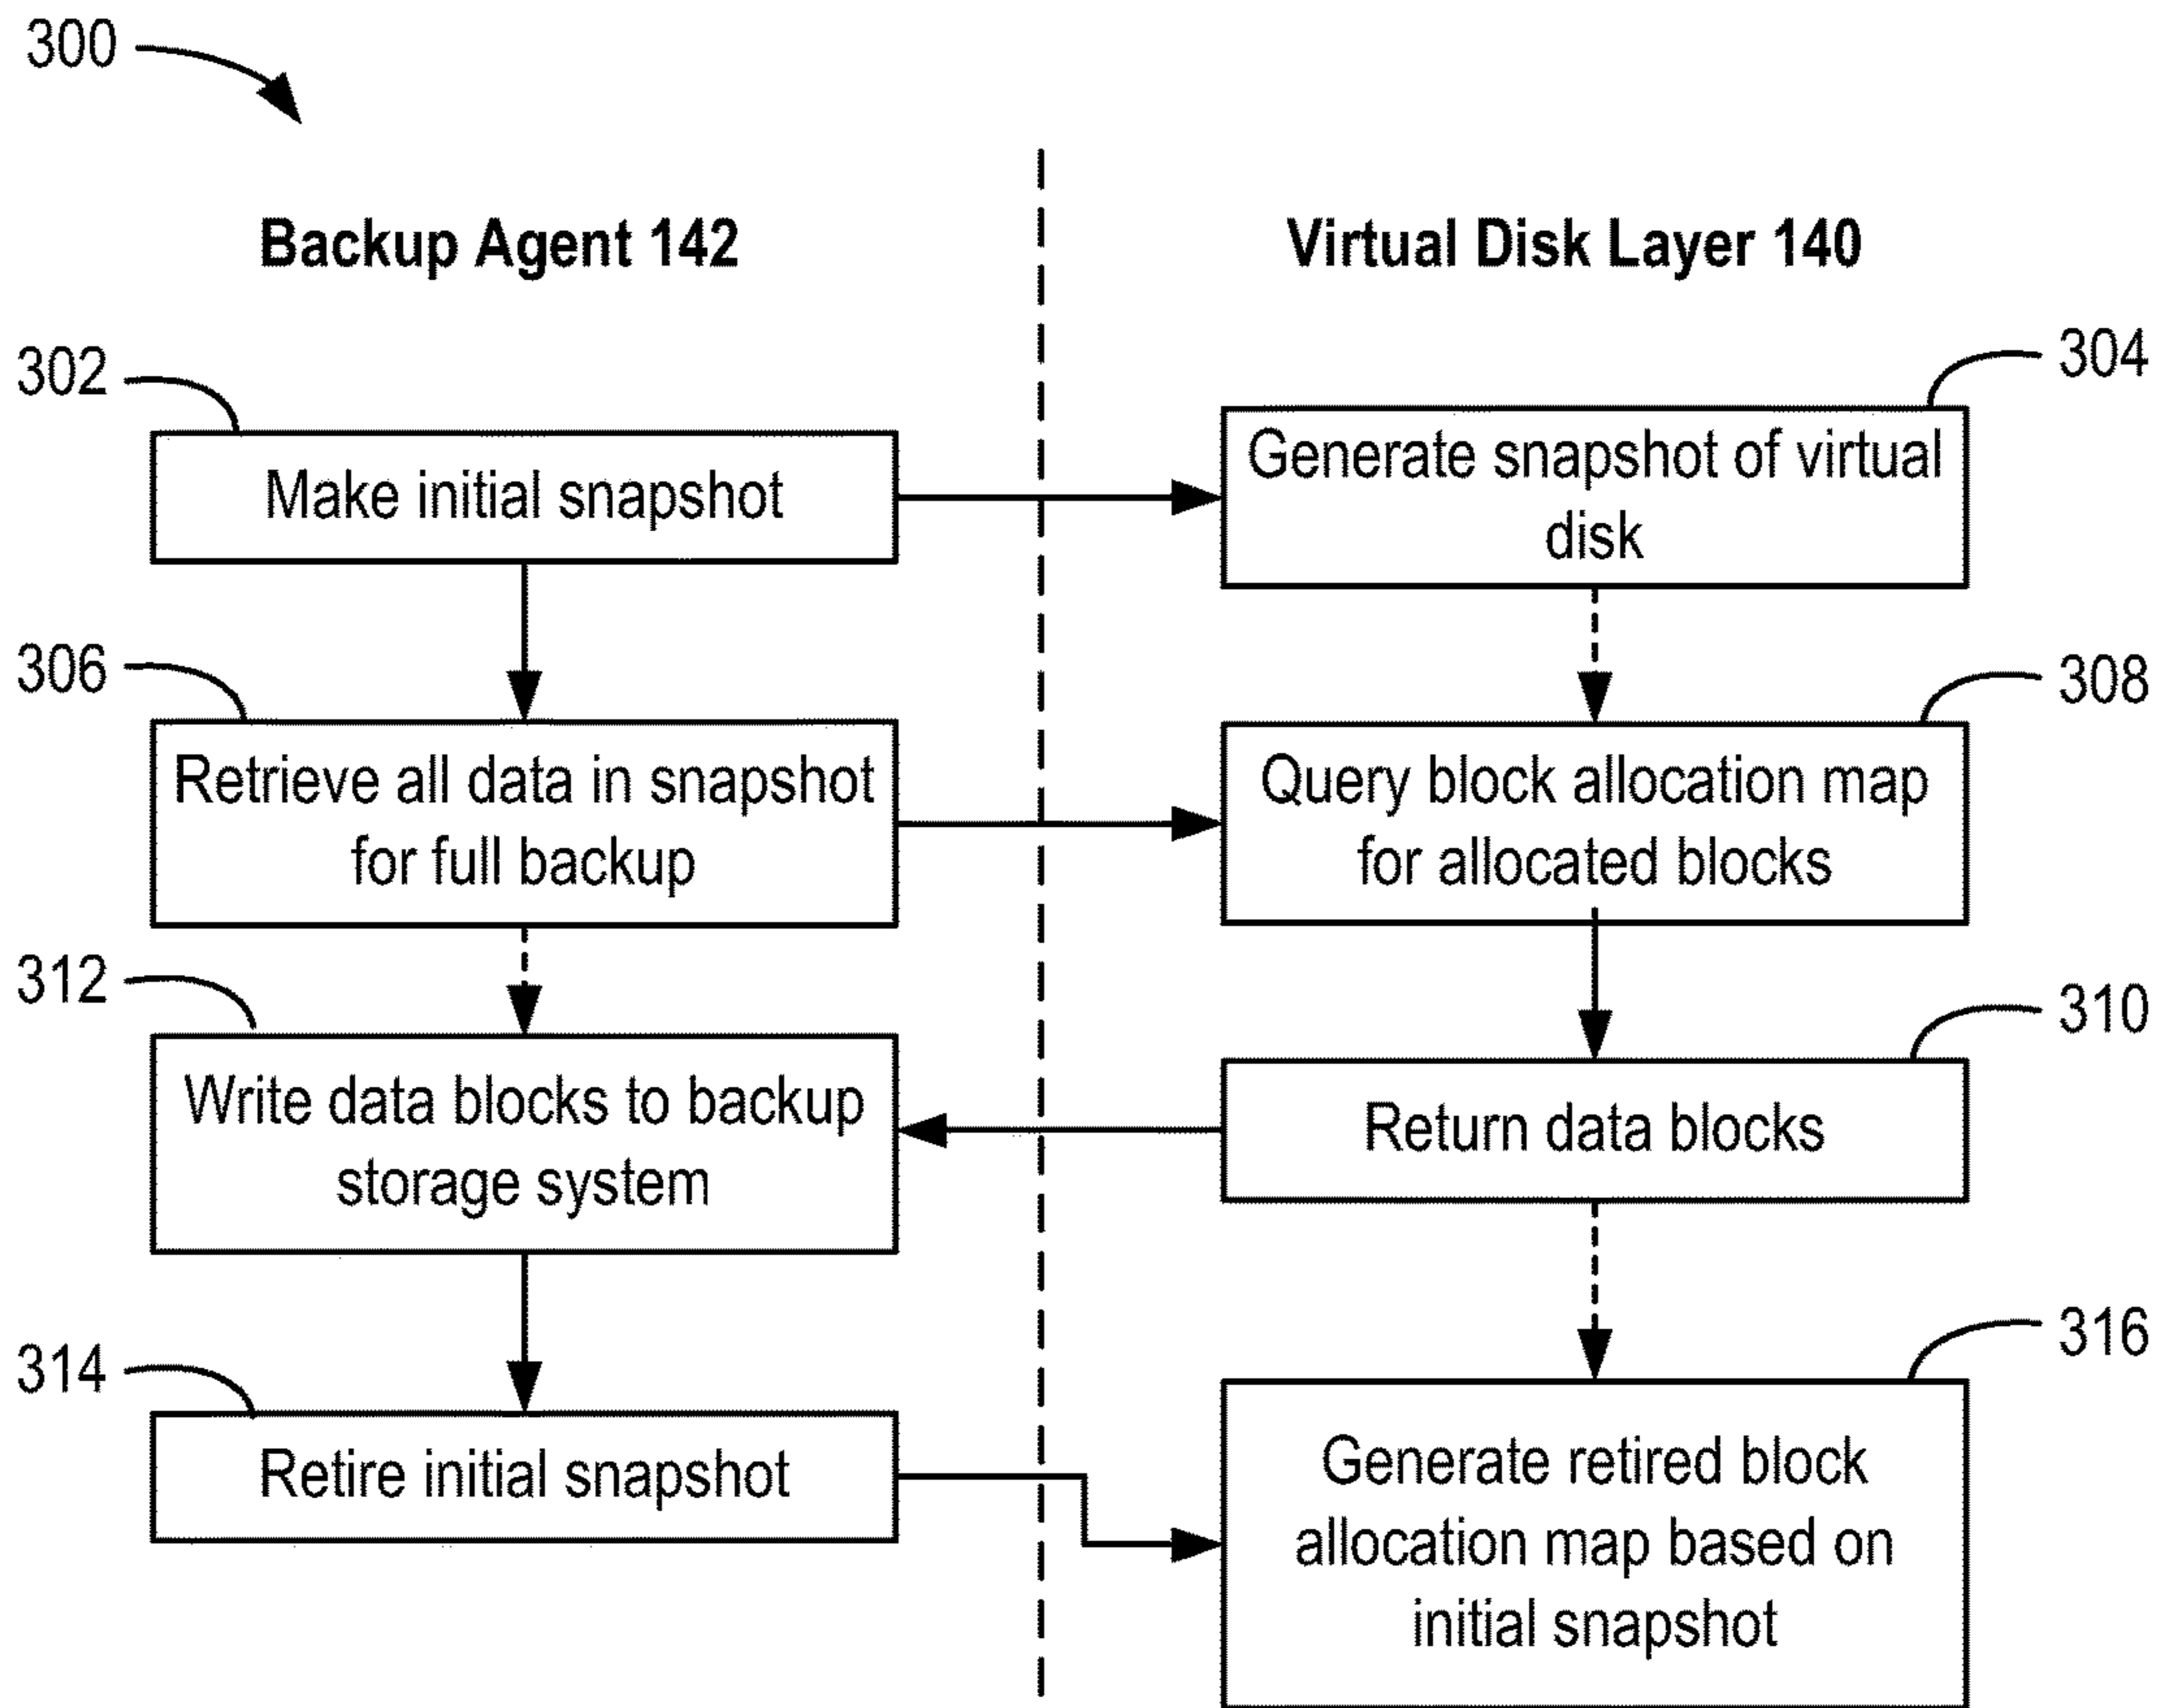 300
Backup Agent 142
Virtual Disk Layer 140
302
Make initial snapshot
304
Generate snapshot of virtual
disk
306
Retrieve all data in snapshot
for full backup
308
Query block allocation map
for allocated blocks
312
Write data blocks to backup
storage system
310
Return data blocks
314
Retire initial snapshot
316
Generate retired block
allocation map based on
initial snapshot